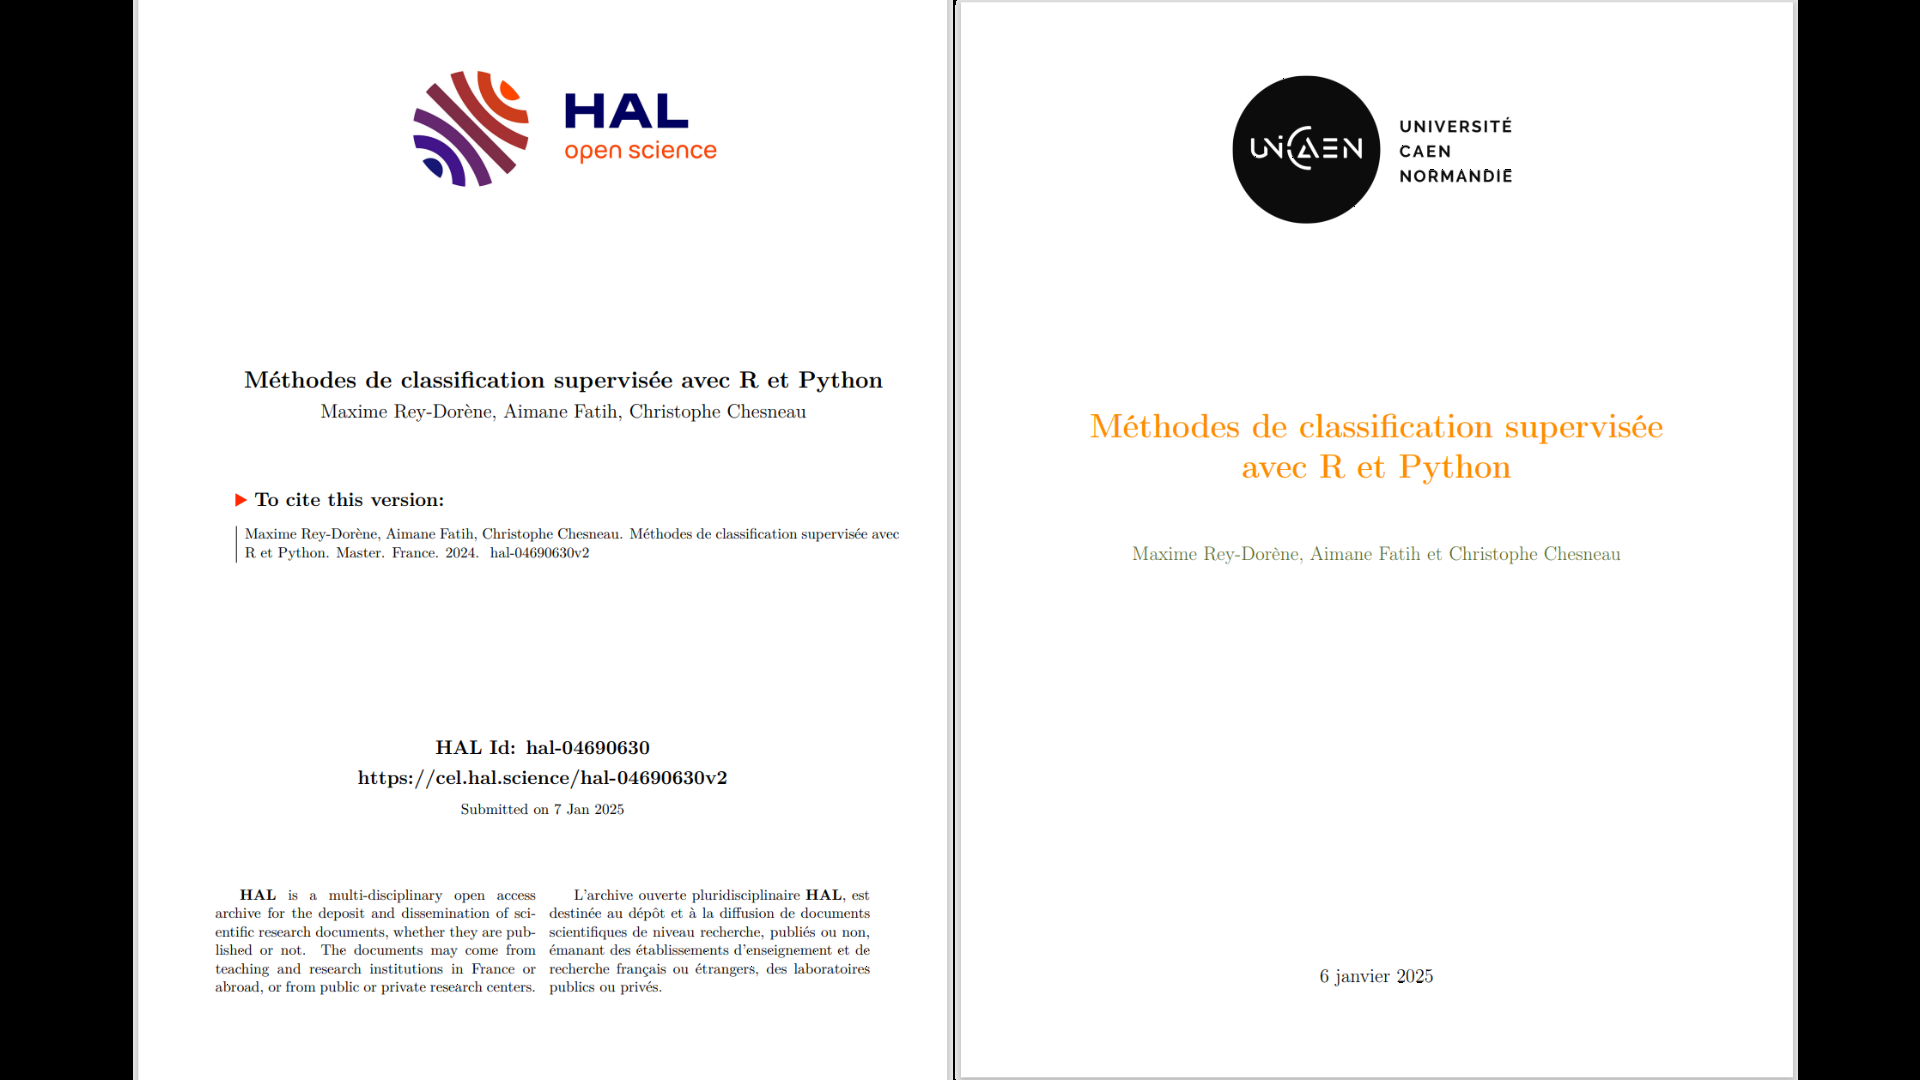 HAL
open science
Méthodes de classification supervisée avec R et Python
Maxime Rey-Dorène, Aimane Fatih, Christophe Chesneau
To cite this version:
Maxime Rey-Dorène, Aimane Fatih, Christophe Chesneau. Méthodes de classification supervisée avec
R et Python. Master. France. 2024. hal-04690630v2
HAL Id: hal-04690630
https://cel.hal.science/hal-04690630v2
Submitted on 7 Jan 2025
HAL is a multi-disciplinary open access
archive for the deposit and dissemination of sci-
entific research documents, whether they are pub-
lished or not. The documents may come from
teaching and research institutions in France or
abroad, or from public or private research centers.
L'archive ouverte pluridisciplinaire HAL, est
destinée au dépôt et à la diffusion de documents
scientifiques de niveau recherche, publiés ou non,
émanant des établissements d'enseignement et de
recherche français ou étrangers, des laboratoires
publics ou privés.
UNICAEN
UNIVERSITÉ
CAEN
NORMANDIE
Méthodes de classification supervisée
avec R et Python
Maxime Rey-Dorène, Aimane Fatih et Christophe Chesneau
6 janvier 2025